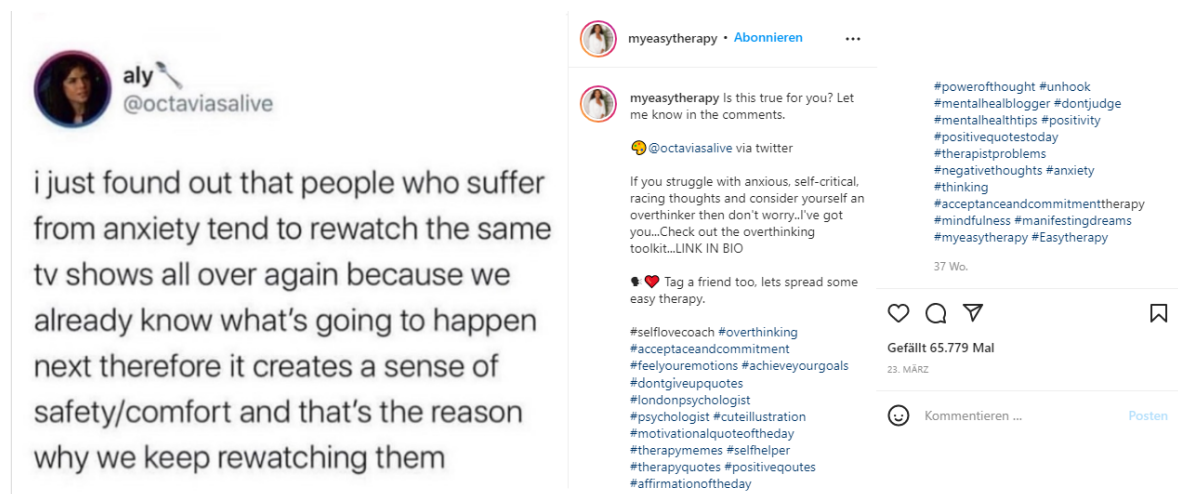 aly
@octaviasalive
i just found out that people who suffer
from anxiety tend to rewatch the same
tv shows all over again because we
already know what's going to happen
next therefore it creates a sense of
safety/comfort and that's the reason
why we keep rewatching them
myeasytherapy • Abonnieren
myeasytherapy Is this true for you? Let
me know in the comments.
@octaviasalive via twitter
If you struggle with anxious, self-critical,
racing thoughts and consider yourself an
overthinker then don't worry..I've got
you...Check out the overthinking
toolkit...LINK IN BIO
Tag a friend too, lets spread some
easy therapy.
#selflovecoach #overthinking
#acceptaceandcommitment
#feelyouremotions #achieveyourgoals
#dontgiveupquotes
#londonpsychologist
#psychologist #cuteillustration
#motivationalquoteoftheday
#therapymemes #selfhelper
#therapyquotes #positiveqoutes
#affirmationoftheday
#powerofthought #unhook
#mentalhealblogger #dontjudge
#mentalhealthtips #positivity
#positivequotestoday
#therapistproblems
#negativethoughts #anxiety
#thinking
#acceptanceandcommitmenttherapy
#mindfulness #manifestingdreams
#myeasytherapy #Easytherapy
37 Wo.
Gefällt 65.779 Mal
23. MÄRZ
Kommentieren ... Posten